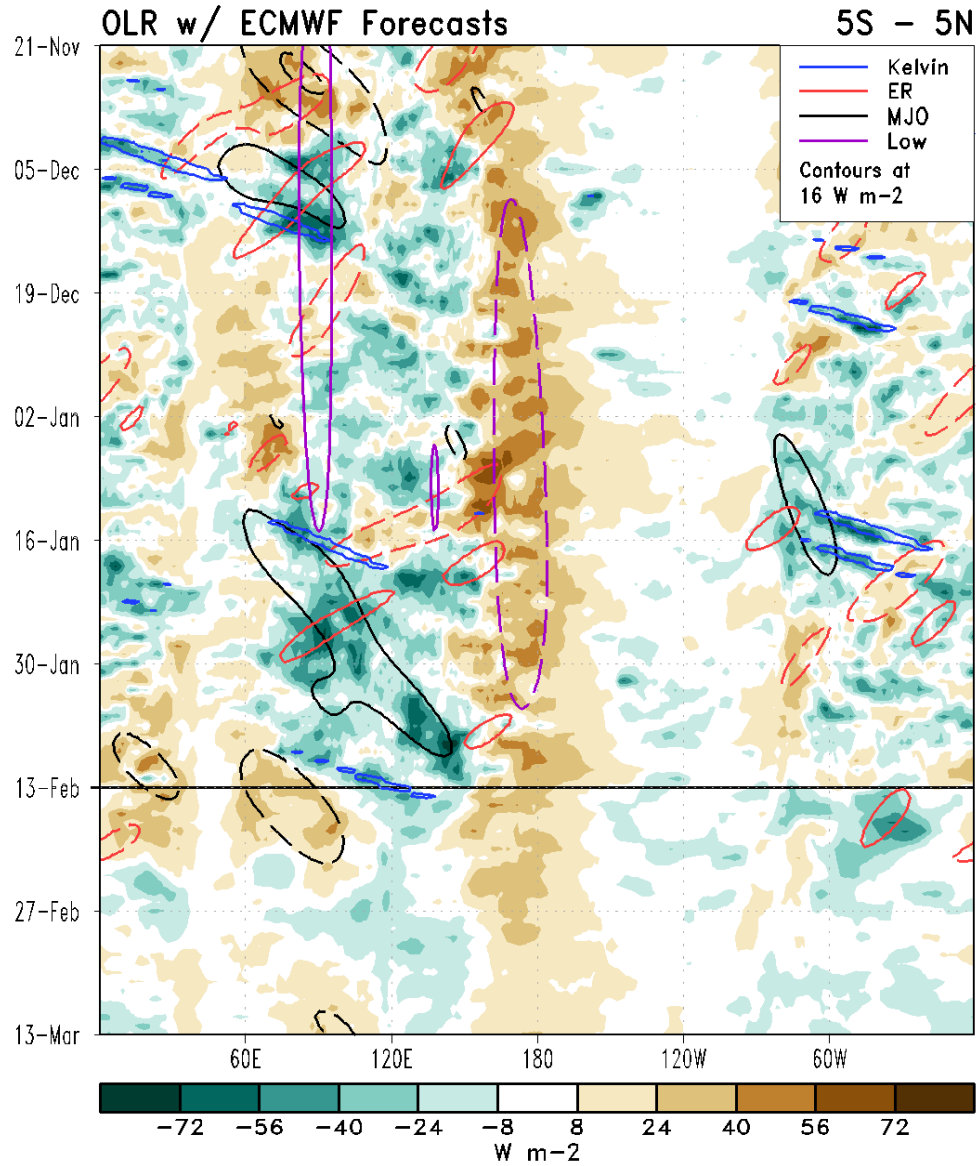 OLR w/ ECMWF Forecasts 5S - 5N
21-Nov
Kelvin
ER
MJO
Low
Contours at
16 W m-2
05-Dec
19-Dec
02-Jan
16-Jan
30-Jan
13-Feb
27-Feb
13-Mar
60E 120E 180 120W 60W
-72 -56 -40 -24 -8 8 24 40 56 72
W m-2